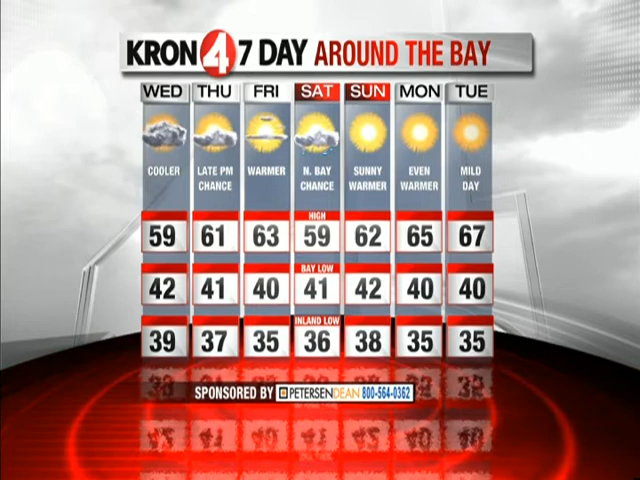 KRON 4 7 DAY AROUND THE BAY
WED THU FRI SAT SUN MON TUE
COOLER LATE PM CHANCE WARMER N. BAY CHANCE SUNNY WARMER EVEN WARMER MILD DAY
HIGH
59 61 63 59 62 65 67
BAY LOW
42 41 40 41 42 40 40
INLAND LOW
39 37 35 36 38 35 35
SPONSORED BY PETERSENDEAN 800-564-0362